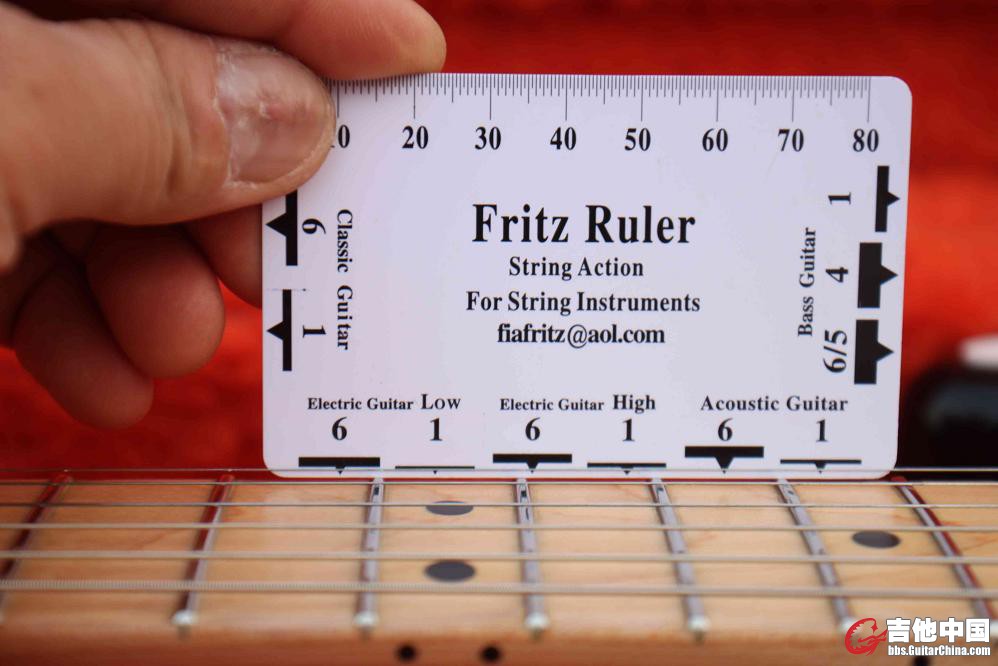 10 20 30 40 50 60 70 80
Fritz Ruler
String Action
For String Instruments
fiafritz@aol.com
Classic Guitar
6 1
Bass Guitar
1 4 6/5
Electric Guitar Low
6 1
Electric Guitar High
6 1
Acoustic Guitar
6 1
吉他中国
bbs.GuitarChina.com